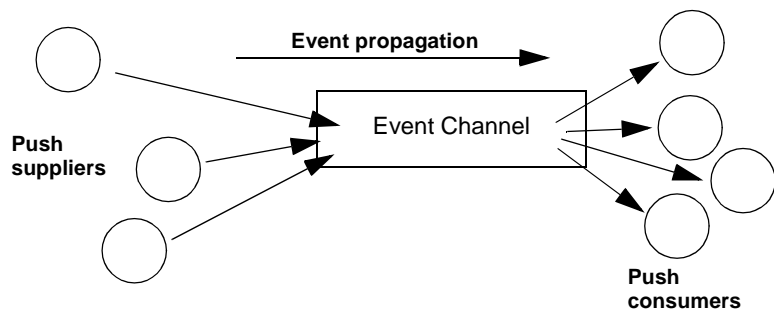 Event propagation
Event Channel
Push
suppliers
Push
consumers